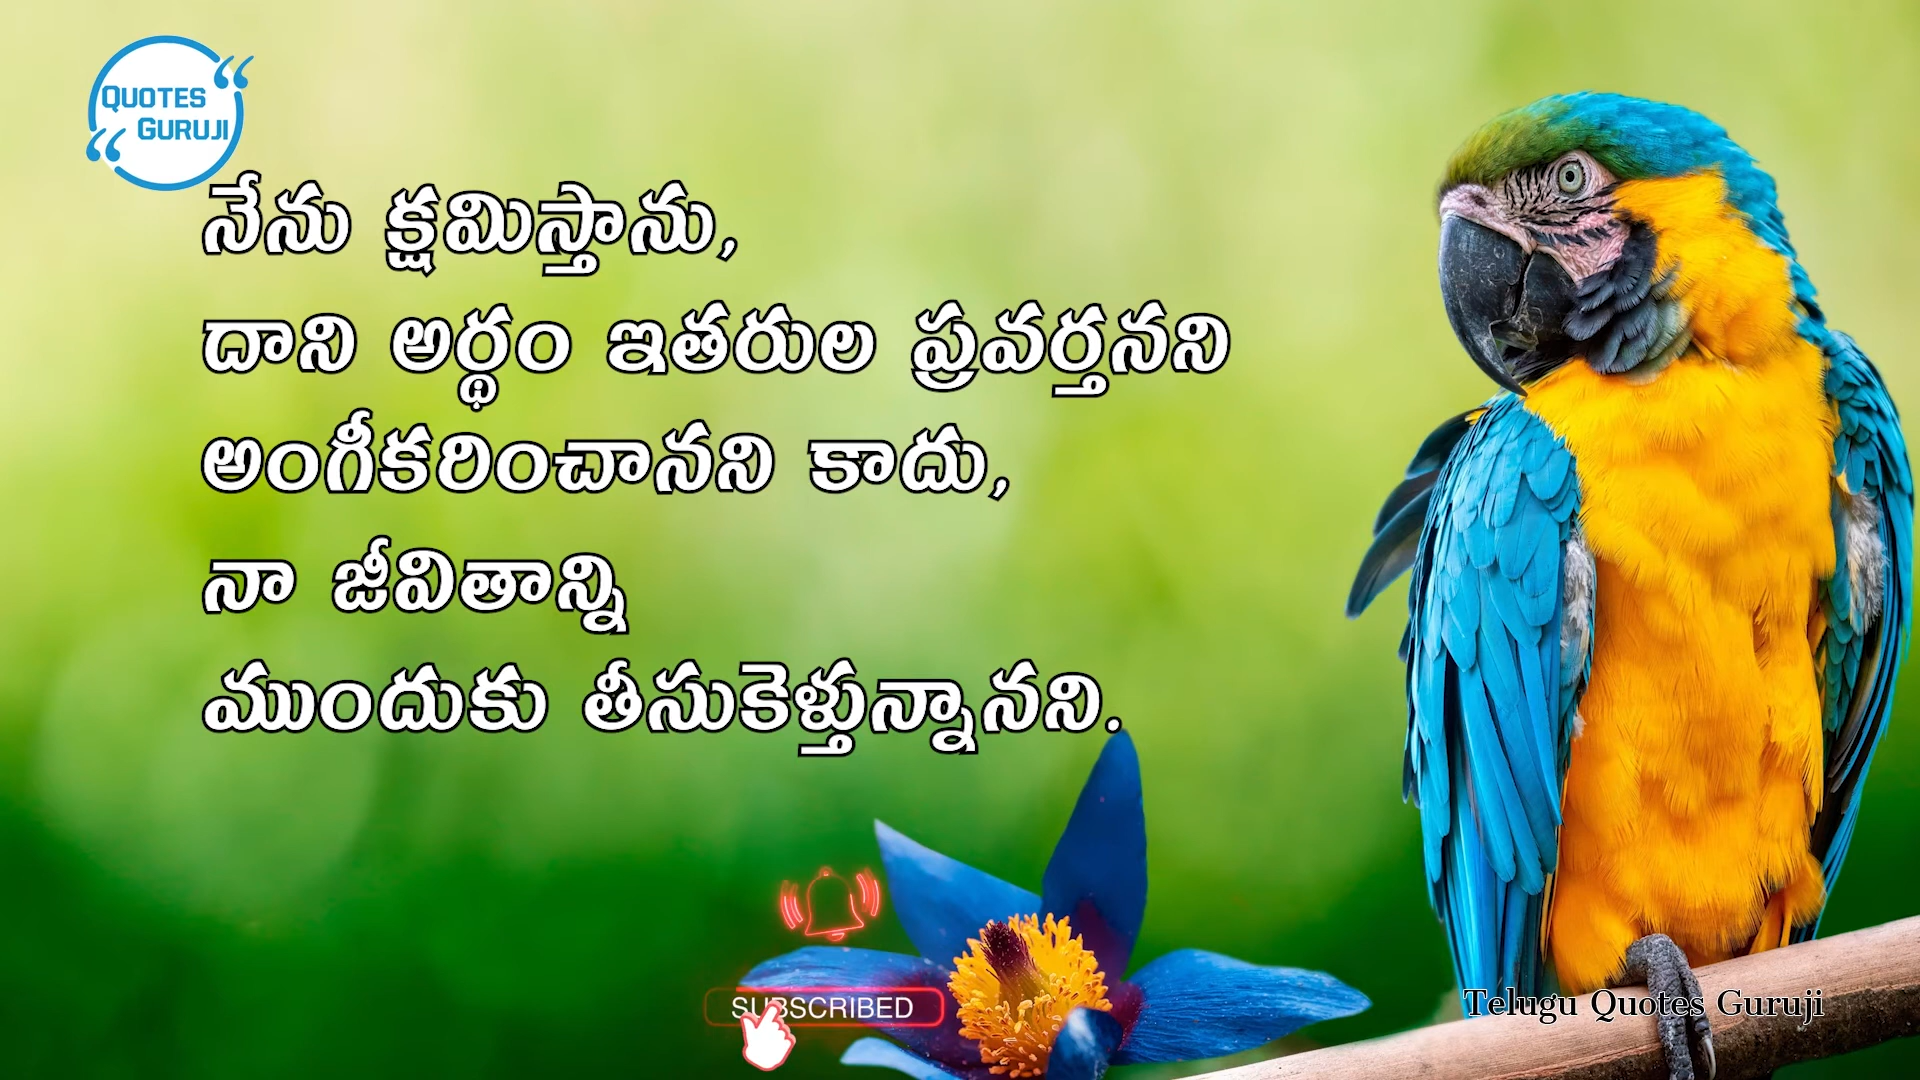 QUOTES
GURUJI
నేను క్షమిస్తాను,
దాని అర్థం ఇతరుల ప్రవర్తనని
అంగీకరించానని కాదు,
నా జీవితాన్ని
ముందుకు తీసుకెళ్తున్నానని.
SUBSCRIBED
Telugu Quotes Guruji